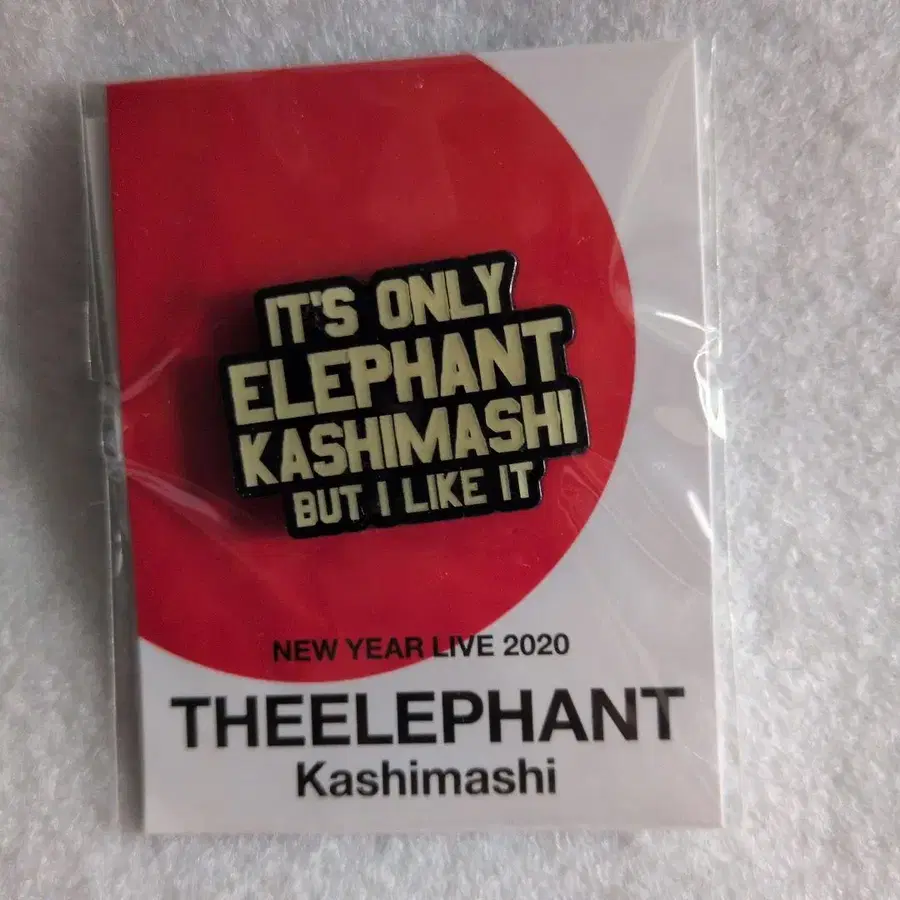 IT'S ONLY
ELEPHANT
KASHIMASHI
BUT I LIKE IT
NEW YEAR LIVE 2020
THEELEPHANT
Kashimashi